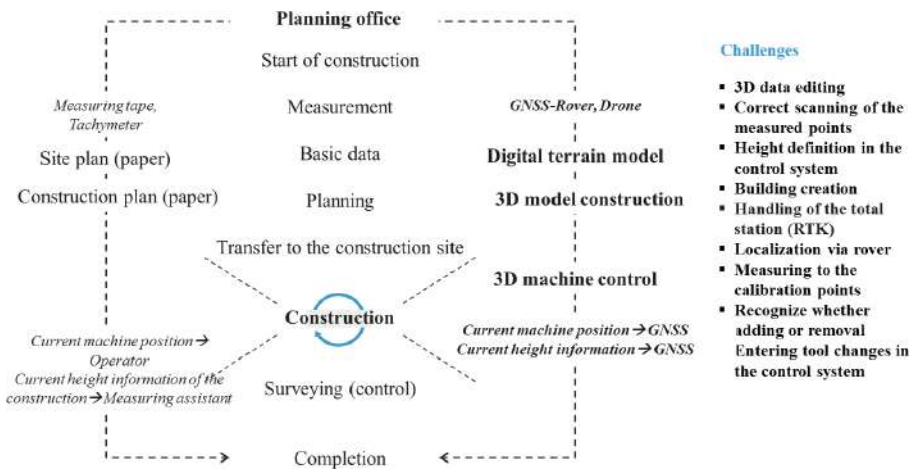 Planning office
Start of construction
Measuring tape,
Tachymeter
Measurement
GNSS-Rover, Drone
Site plan (paper)
Basic data
Digital terrain model
Construction plan (paper)
Planning
3D model construction
Transfer to the construction site
3D machine control
Construction
Current machine position →
Operator
Current height information of the
construction → Measuring assistant
Current machine position → GNSS
Current height information → GNSS
Surveying (control)
Completion
Challenges
▪ 3D data editing
▪ Correct scanning of the
measured points
▪ Height definition in the
control system
▪ Building creation
▪ Handling of the total
station (RTK)
▪ Localization via rover
▪ Measuring to the
calibration points
▪ Recognize whether
adding or removal
Entering tool changes in
the control system